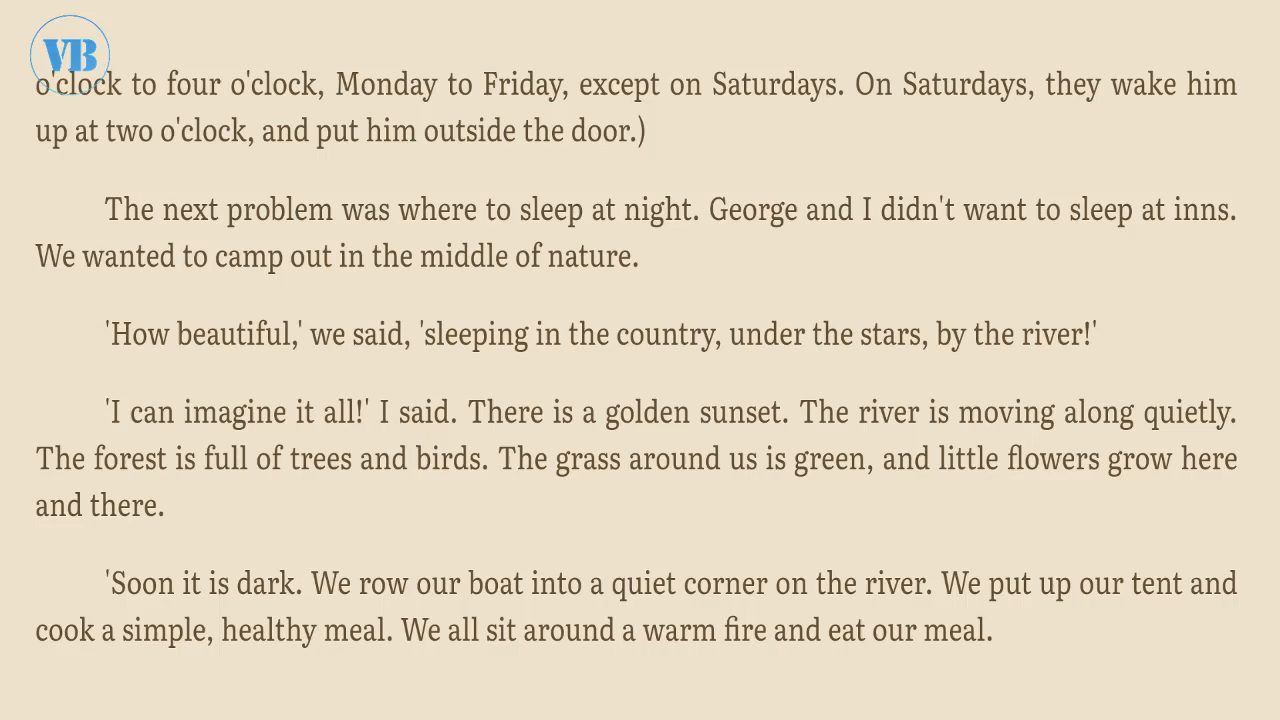 VB
o'clock to four o'clock, Monday to Friday, except on Saturdays. On Saturdays, they wake him
up at two o'clock, and put him outside the door.)
The next problem was where to sleep at night. George and I didn't want to sleep at inns.
We wanted to camp out in the middle of nature.
'How beautiful,' we said, 'sleeping in the country, under the stars, by the river!'
'I can imagine it all!' I said. There is a golden sunset. The river is moving along quietly.
The forest is full of trees and birds. The grass around us is green, and little flowers grow here
and there.
'Soon it is dark. We row our boat into a quiet corner on the river. We put up our tent and
cook a simple, healthy meal. We all sit around a warm fire and eat our meal.